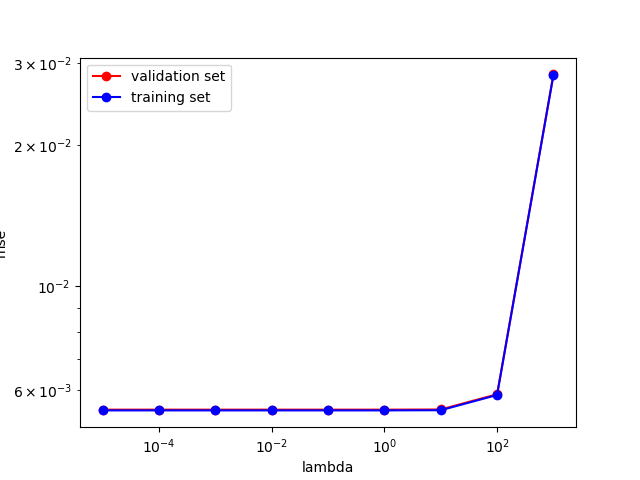 validation set
training set
3 × 10⁻²
2 × 10⁻²
10⁻²
6 × 10⁻³
10⁻⁴
10⁻²
10⁰
10²
lambda